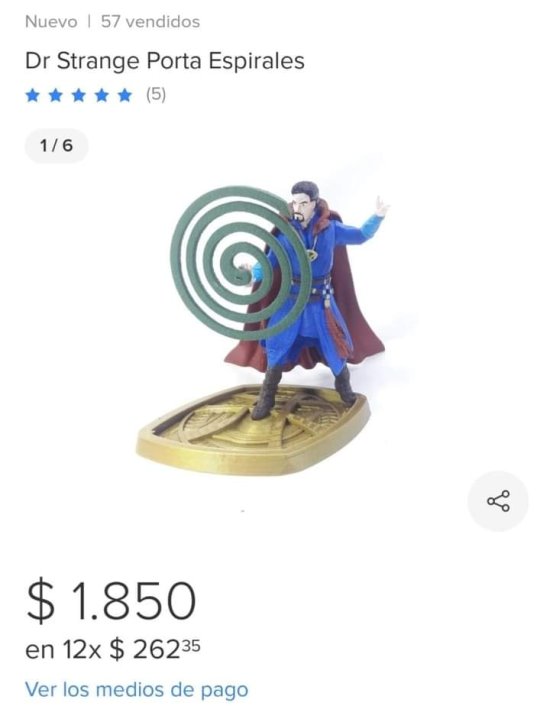 Nuevo | 57 vendidos
Dr Strange Porta Espirales
(5)
1/6
$ 1.850
en 12x $ 262³⁵
Ver los medios de pago